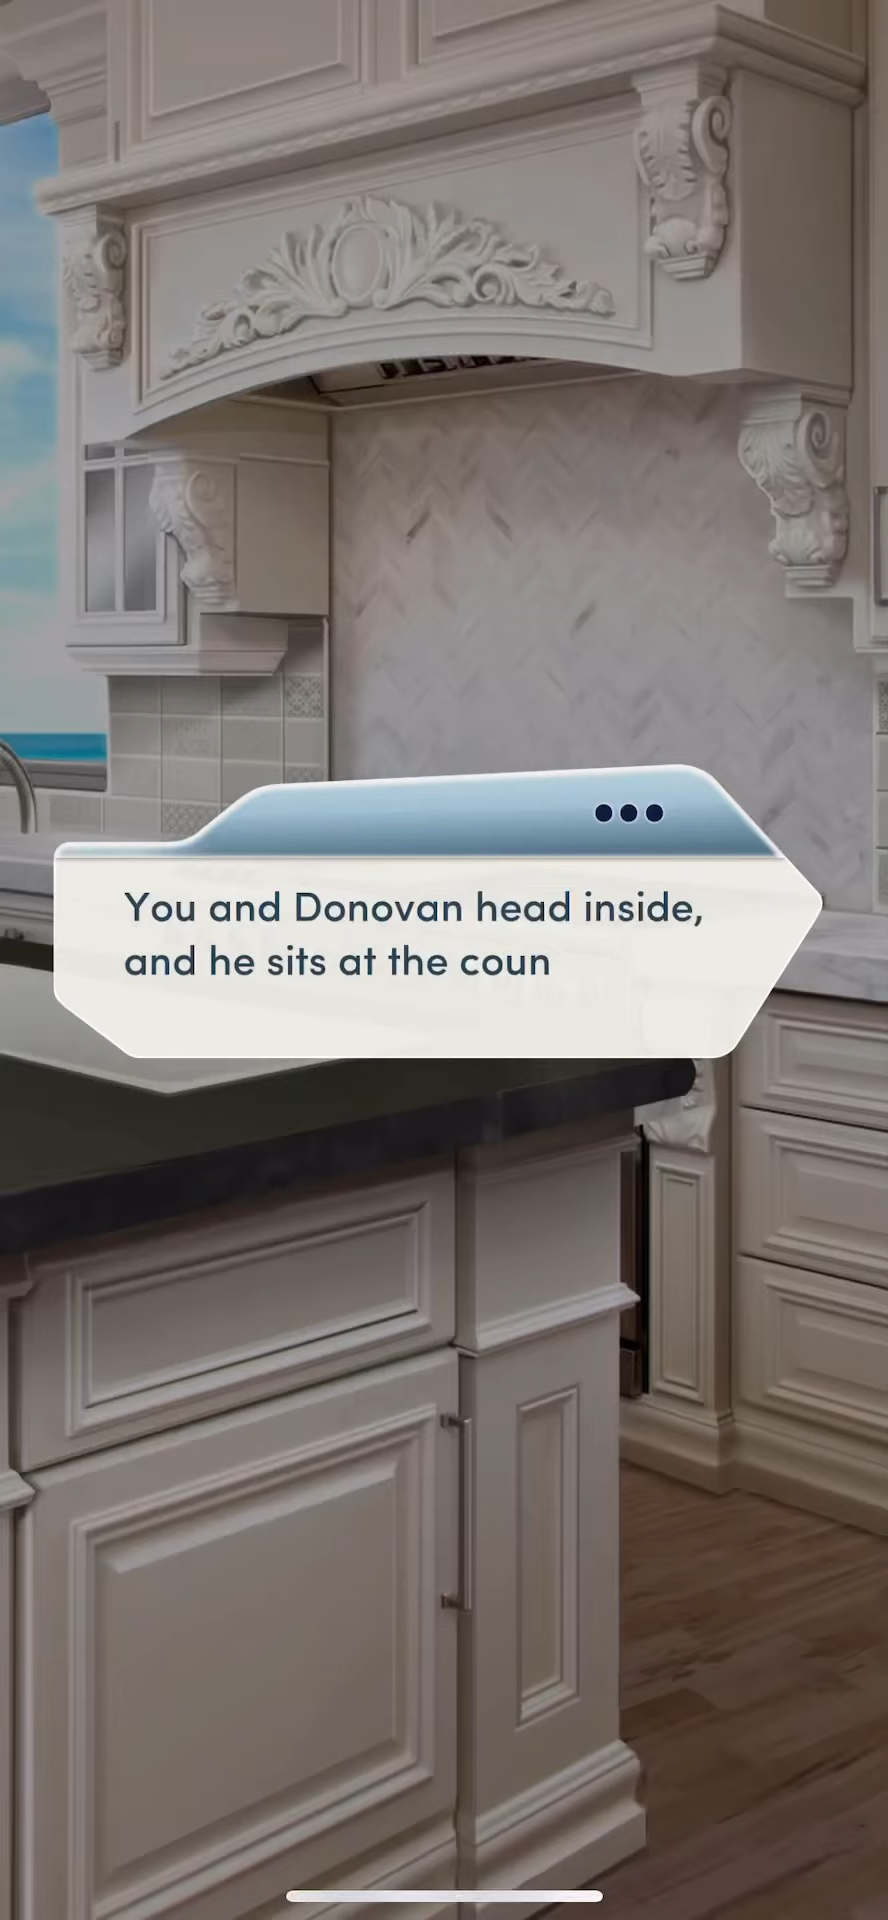 You and Donovan head inside,
and he sits at the coun